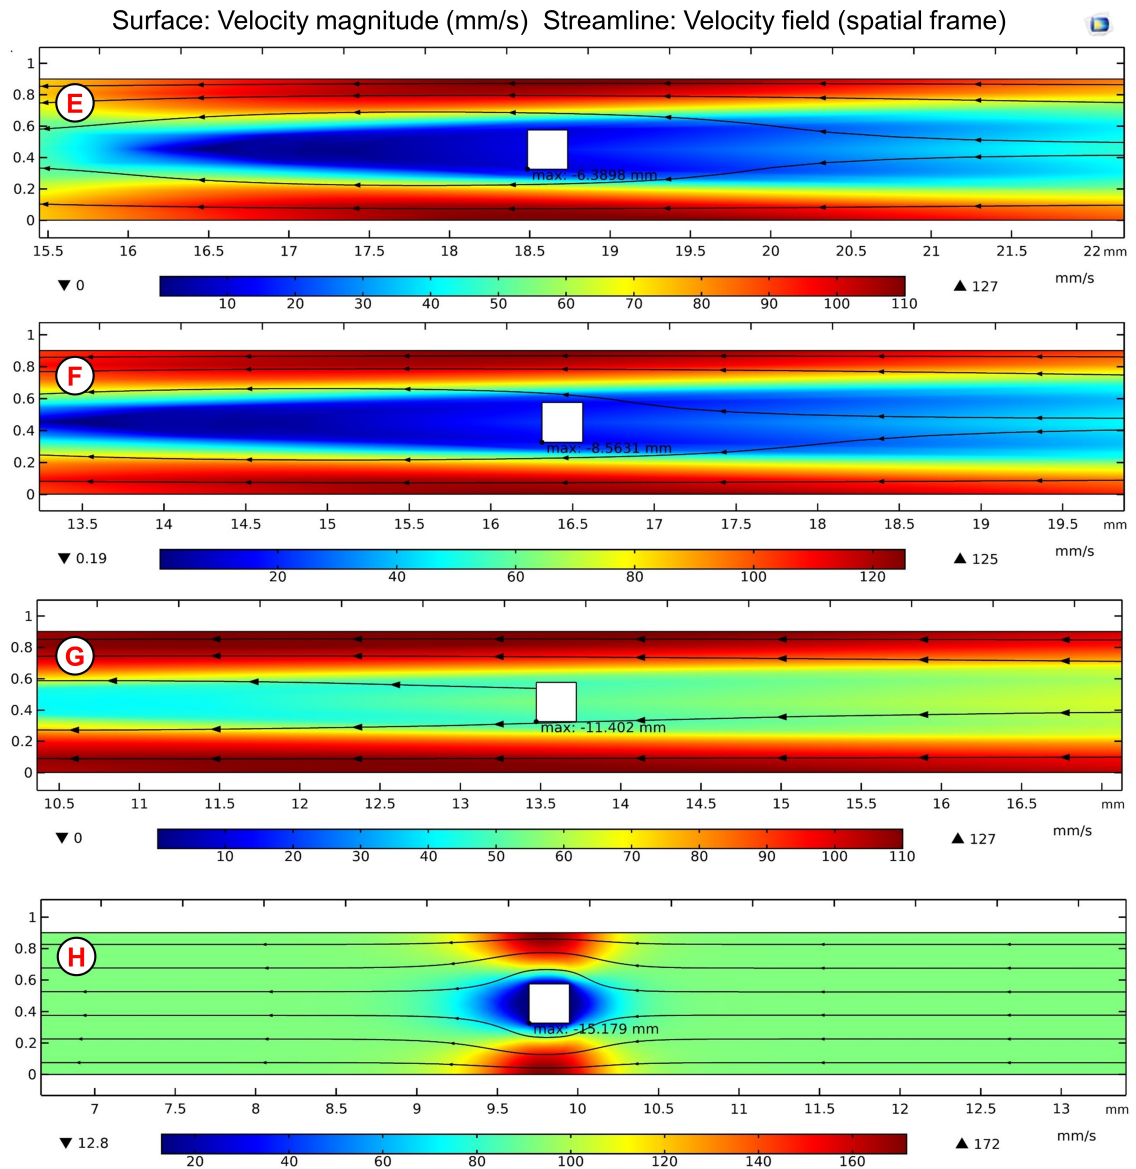 Surface: Velocity magnitude (mm/s)  Streamline: Velocity field (spatial frame)
1
0.8
0.6
0.4
0.2
0
E
max: -6.3898 mm
15.5 16 16.5 17 17.5 18 18.5 19 19.5 20 20.5 21 21.5 22 mm
▼ 0
10 20 30 40 50 60 70 80 90 100 110
▲ 127
mm/s
1
0.8
0.6
0.4
0.2
0
F
max: -8.5631 mm
13.5 14 14.5 15 15.5 16 16.5 17 17.5 18 18.5 19 19.5 mm
▼ 0.19
20 40 60 80 100 120
▲ 125
mm/s
1
0.8
0.6
0.4
0.2
0
G
max: -11.402 mm
10.5 11 11.5 12 12.5 13 13.5 14 14.5 15 15.5 16 16.5 mm
▼ 0
10 20 30 40 50 60 70 80 90 100 110
▲ 127
mm/s
1
0.8
0.6
0.4
0.2
0
H
max: -15.179 mm
7 7.5 8 8.5 9 9.5 10 10.5 11 11.5 12 12.5 13 mm
▼ 12.8
20 40 60 80 100 120 140 160
▲ 172
mm/s